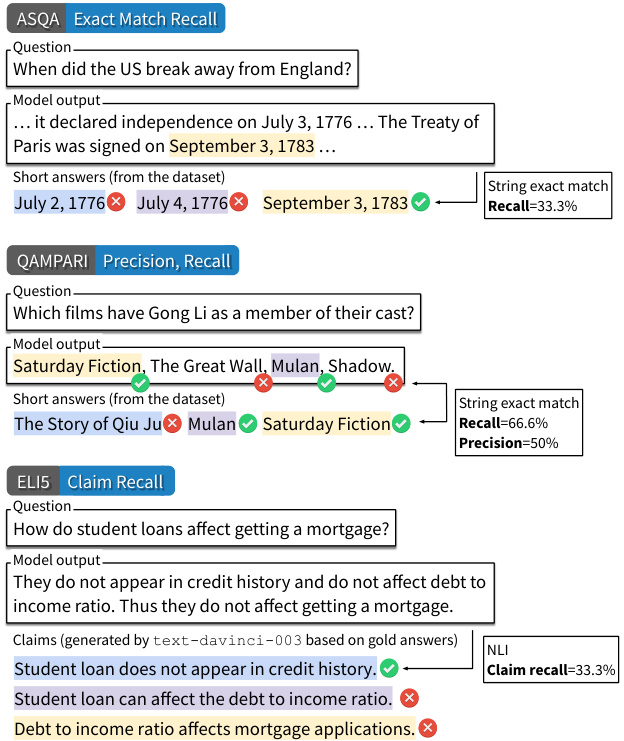 ASQA Exact Match Recall
Question
When did the US break away from England?
Model output
... it declared independence on July 3, 1776 ... The Treaty of
Paris was signed on September 3, 1783 ...
Short answers (from the dataset)
July 2, 1776 July 4, 1776 September 3, 1783
String exact match
Recall=33.3%
QAMPARI Precision, Recall
Question
Which films have Gong Li as a member of their cast?
Model output
Saturday Fiction, The Great Wall, Mulan, Shadow.
Short answers (from the dataset)
The Story of Qiu Ju Mulan Saturday Fiction
String exact match
Recall=66.6%
Precision=50%
ELI5 Claim Recall
Question
How do student loans affect getting a mortgage?
Model output
They do not appear in credit history and do not affect debt to
income ratio. Thus they do not affect getting a mortgage.
Claims (generated by text-davinci-003 based on gold answers)
Student loan does not appear in credit history.
Student loan can affect the debt to income ratio.
Debt to income ratio affects mortgage applications.
NLI
Claim recall=33.3%